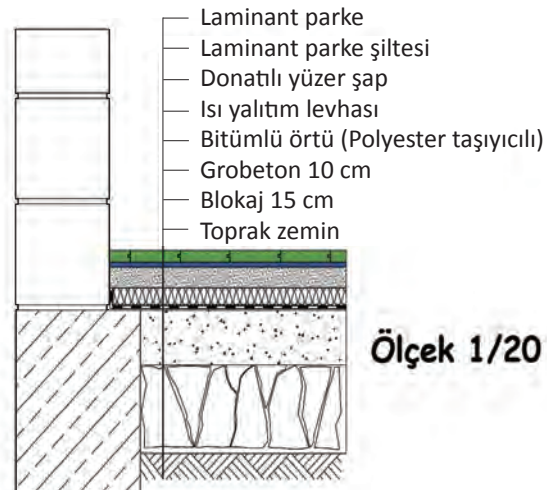 Laminant parke
Laminant parke şiltesi
Donatılı yüzer şap
Isı yalıtım levhası
Bitümlü örtü (Polyester taşıyıcılı)
Grobeton 10 cm
Blokaj 15 cm
Toprak zemin
Ölçek 1/20